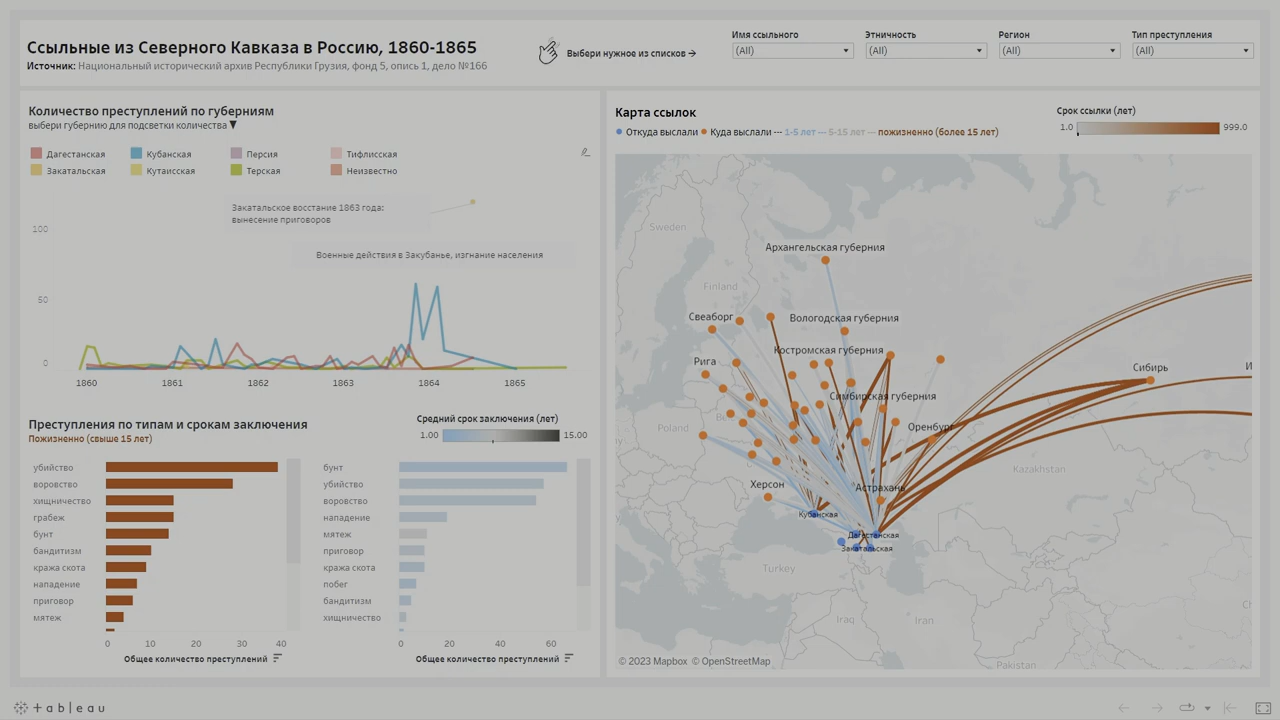 Ссыльные из Северного Кавказа в Россию, 1860-1865
Источник: Национальный исторический архив Республики Грузия, фонд 5, опись 1, дело №166
Выбери нужное из списков →
Имя ссыльного
(All)
Этничность
(All)
Регион
(All)
Тип преступления
(All)
Количество преступлений по губерниям
выбери губернию для подсветки количества ▼
Дагестанская
Кубанская
Персия
Тифлисская
Закатальская
Кутаисская
Терская
Неизвестно
Закатальское восстание 1863 года:
вынесение приговоров
Военные действия в Закубанье, изгнание населения
100
50
0
1860 1861 1862 1863 1864 1865
Преступления по типам и срокам заключения
Пожизненно (свыше 15 лет)
Средний срок заключения (лет)
1.00 15.00
убийство
воровство
хищничество
грабеж
бунт
бандитизм
кража скота
нападение
приговор
мятеж
0 10 20 30 40
Общее количество преступлений
бунт
убийство
воровство
нападение
мятеж
приговор
кража скота
побег
бандитизм
хищничество
0 20 40 60
Общее количество преступлений
Карта ссылок
Откуда выслали Куда выслали --- 1-5 лет — 5-15 лет — пожизненно (более 15 лет)
Срок ссылки (лет)
1.0 999.0
Sweden
Архангельская губерния
Finland
Свеаборг
Вологодская губерния
Костромская губерния
Рига
Сибирь
И
Симбирская губерния
Poland
Оренбург
Kazakhstan
Херсон
Астрахань
Кубанская
Дагестанская
Закатальская
Turkey
Iraq
Iran
Pakistan
Ch
© 2023 Mapbox © OpenStreetMap
+ableau